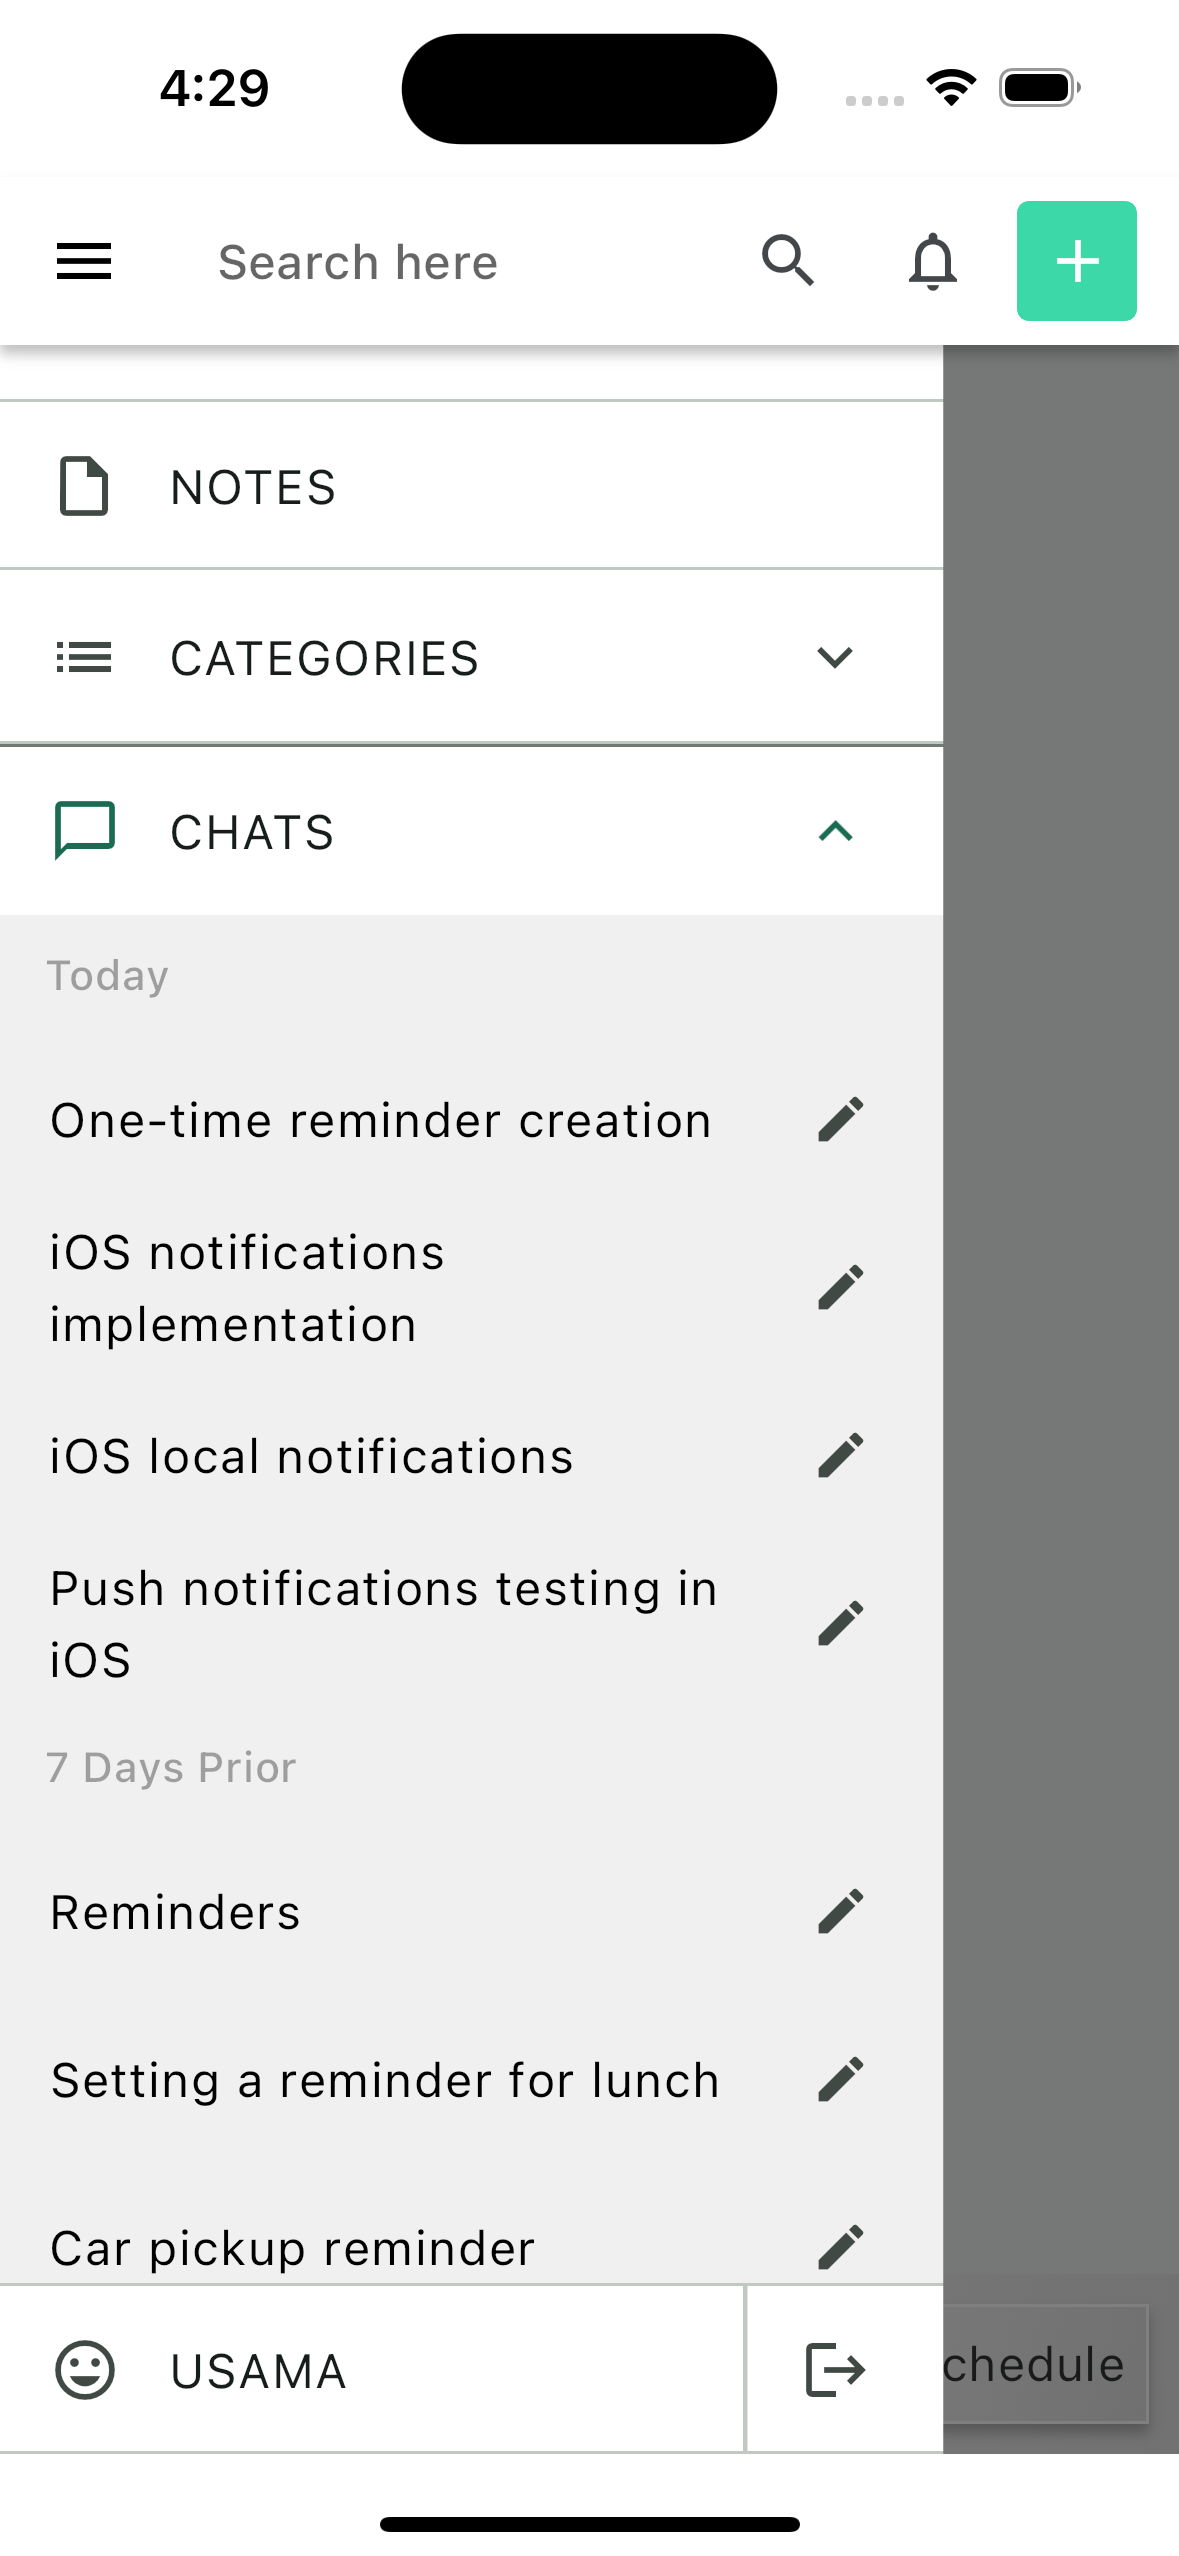 4:29
Search here
NOTES
CATEGORIES
CHATS
Today
One-time reminder creation
iOS notifications
implementation
iOS local notifications
Push notifications testing in
iOS
7 Days Prior
Reminders
Setting a reminder for lunch
Car pickup reminder
USAMA
chedule